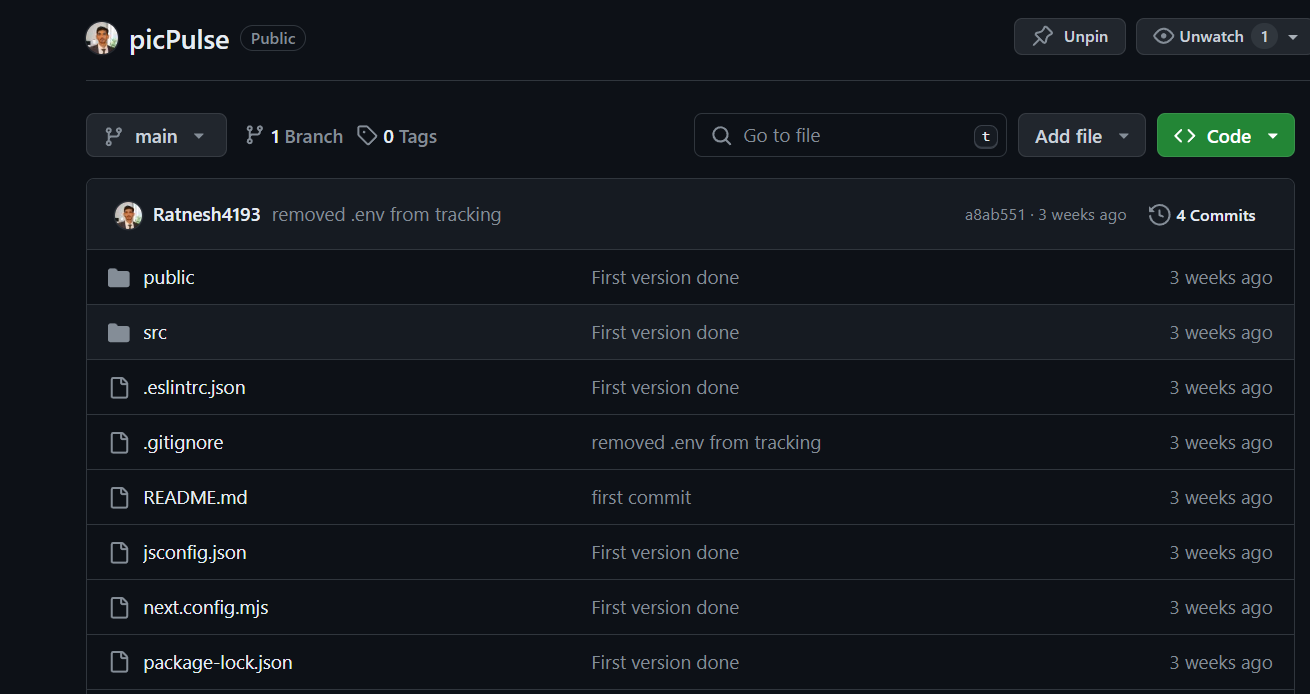 picPulse Public Unpin Unwatch 1
main 1 Branch 0 Tags Go to file t Add file Code
Ratnesh4193 removed .env from tracking a8ab551 · 3 weeks ago 4 Commits
public First version done 3 weeks ago
src First version done 3 weeks ago
.eslintrc.json First version done 3 weeks ago
.gitignore removed .env from tracking 3 weeks ago
README.md first commit 3 weeks ago
jsconfig.json First version done 3 weeks ago
next.config.mjs First version done 3 weeks ago
package-lock.json First version done 3 weeks ago